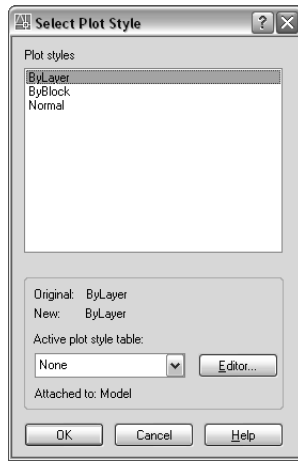 Select Plot Style
Plot styles
ByLayer
ByBlock
Normal
Original: ByLayer
New: ByLayer
Active plot style table:
None
Editor...
Attached to: Model
OK Cancel Help